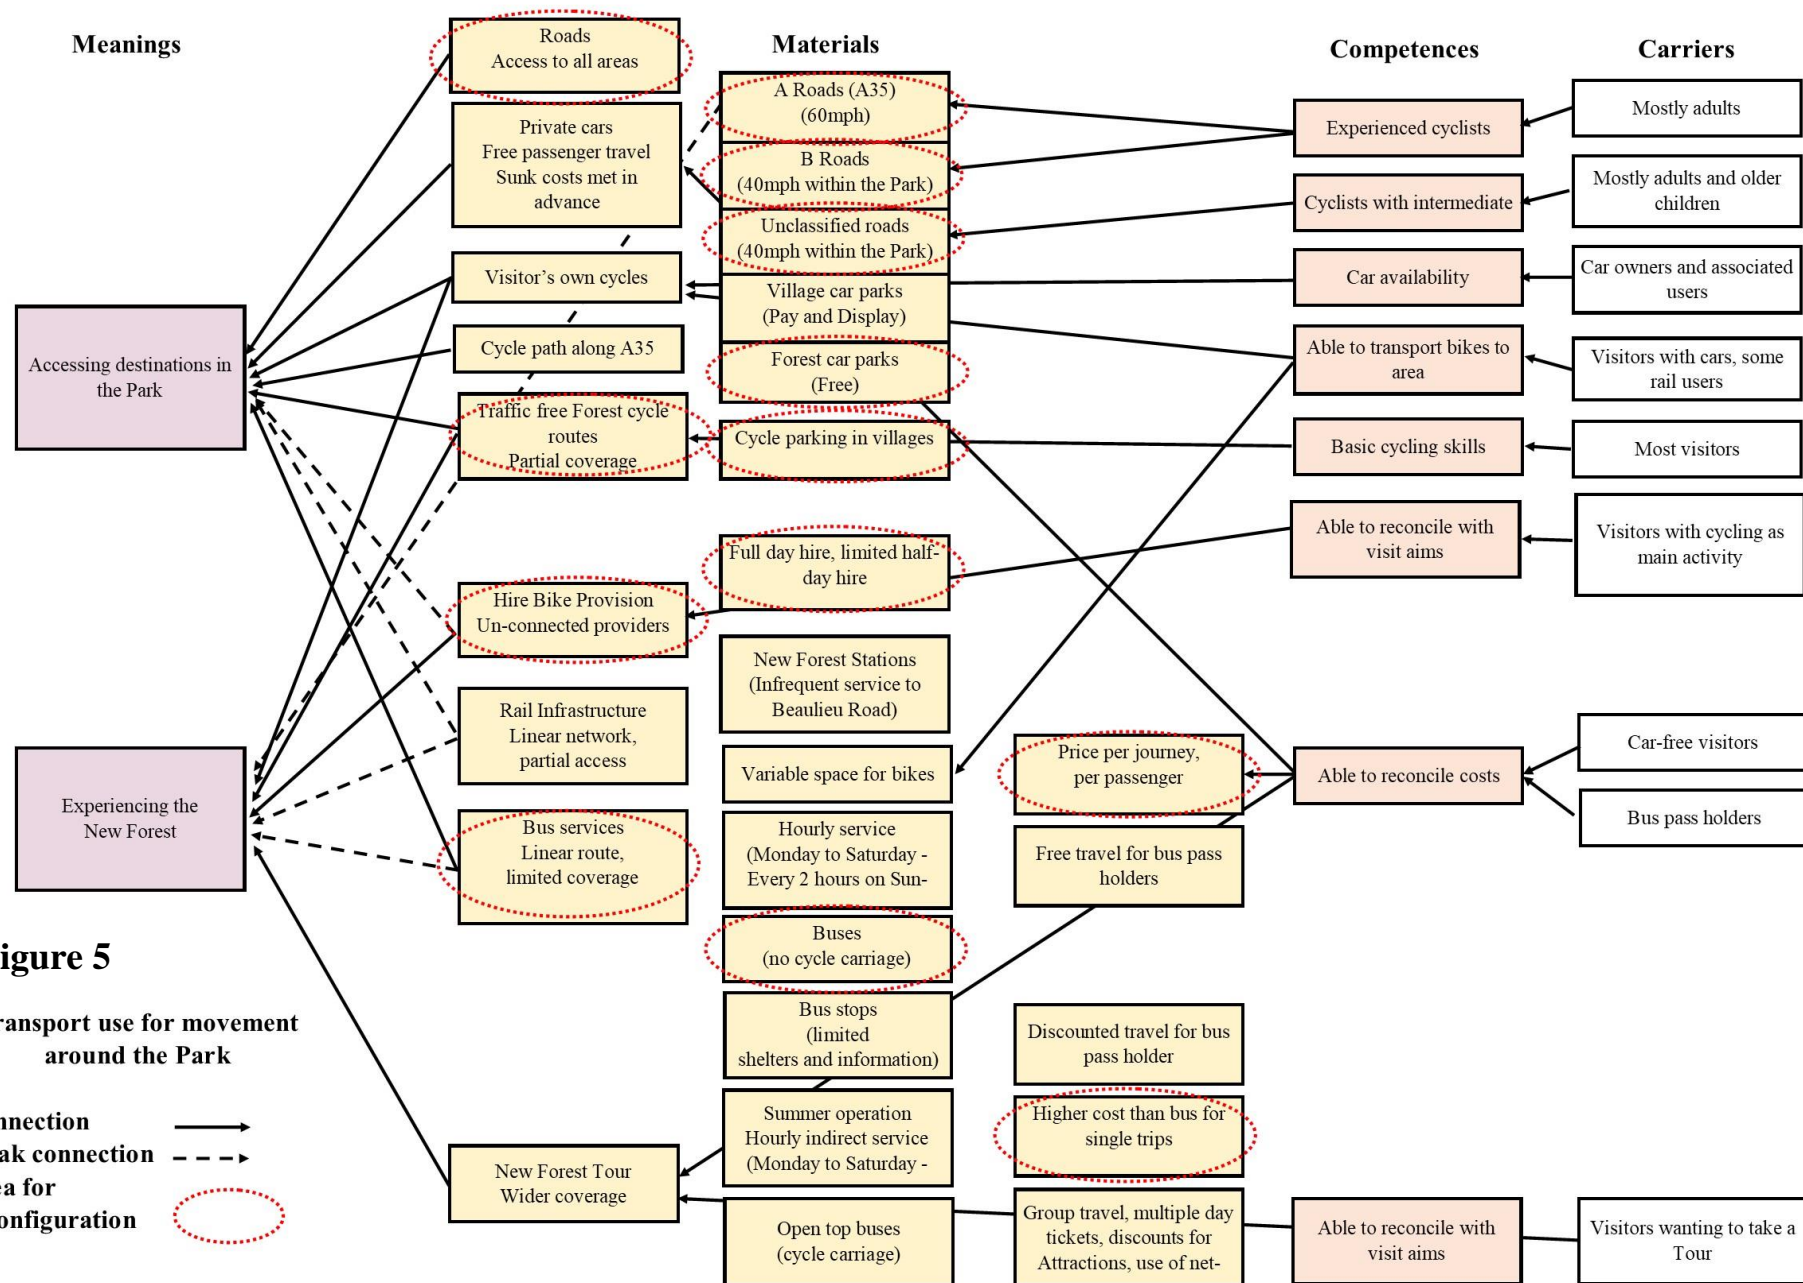 Meanings
Materials
Competences
Carriers
Roads
Access to all areas
Private cars
Free passenger travel
Sunk costs met in
advance
Visitor’s own cycles
Cycle path along A35
Traffic free Forest cycle
routes
Partial coverage
Hire Bike Provision
Un-connected providers
Rail Infrastructure
Linear network,
partial access
Bus services
Linear route,
limited coverage
New Forest Tour
Wider coverage
Accessing destinations in
the Park
Experiencing the
New Forest
A Roads (A35)
(60mph)
B Roads
(40mph within the Park)
Unclassified roads
(40mph within the Park)
Village car parks
(Pay and Display)
Forest car parks
(Free)
Cycle parking in villages
Full day hire, limited half-
day hire
New Forest Stations
(Infrequent service to
Beaulieu Road)
Variable space for bikes
Hourly service
(Monday to Saturday -
Every 2 hours on Sun-
Buses
(no cycle carriage)
Bus stops
(limited
shelters and information)
Summer operation
Hourly indirect service
(Monday to Saturday -
Open top buses
(cycle carriage)
Price per journey,
per passenger
Free travel for bus pass
holders
Discounted travel for bus
pass holder
Higher cost than bus for
single trips
Group travel, multiple day
tickets, discounts for
Attractions, use of net-
Experienced cyclists
Cyclists with intermediate
Car availability
Able to transport bikes to
area
Basic cycling skills
Able to reconcile with
visit aims
Able to reconcile costs
Able to reconcile with
visit aims
Mostly adults
Mostly adults and older
children
Car owners and associated
users
Visitors with cars, some
rail users
Most visitors
Visitors with cycling as
main activity
Car-free visitors
Bus pass holders
Visitors wanting to take a
Tour
igure 5
ransport use for movement
around the Park
nnection
ak connection
ea for
onfiguration